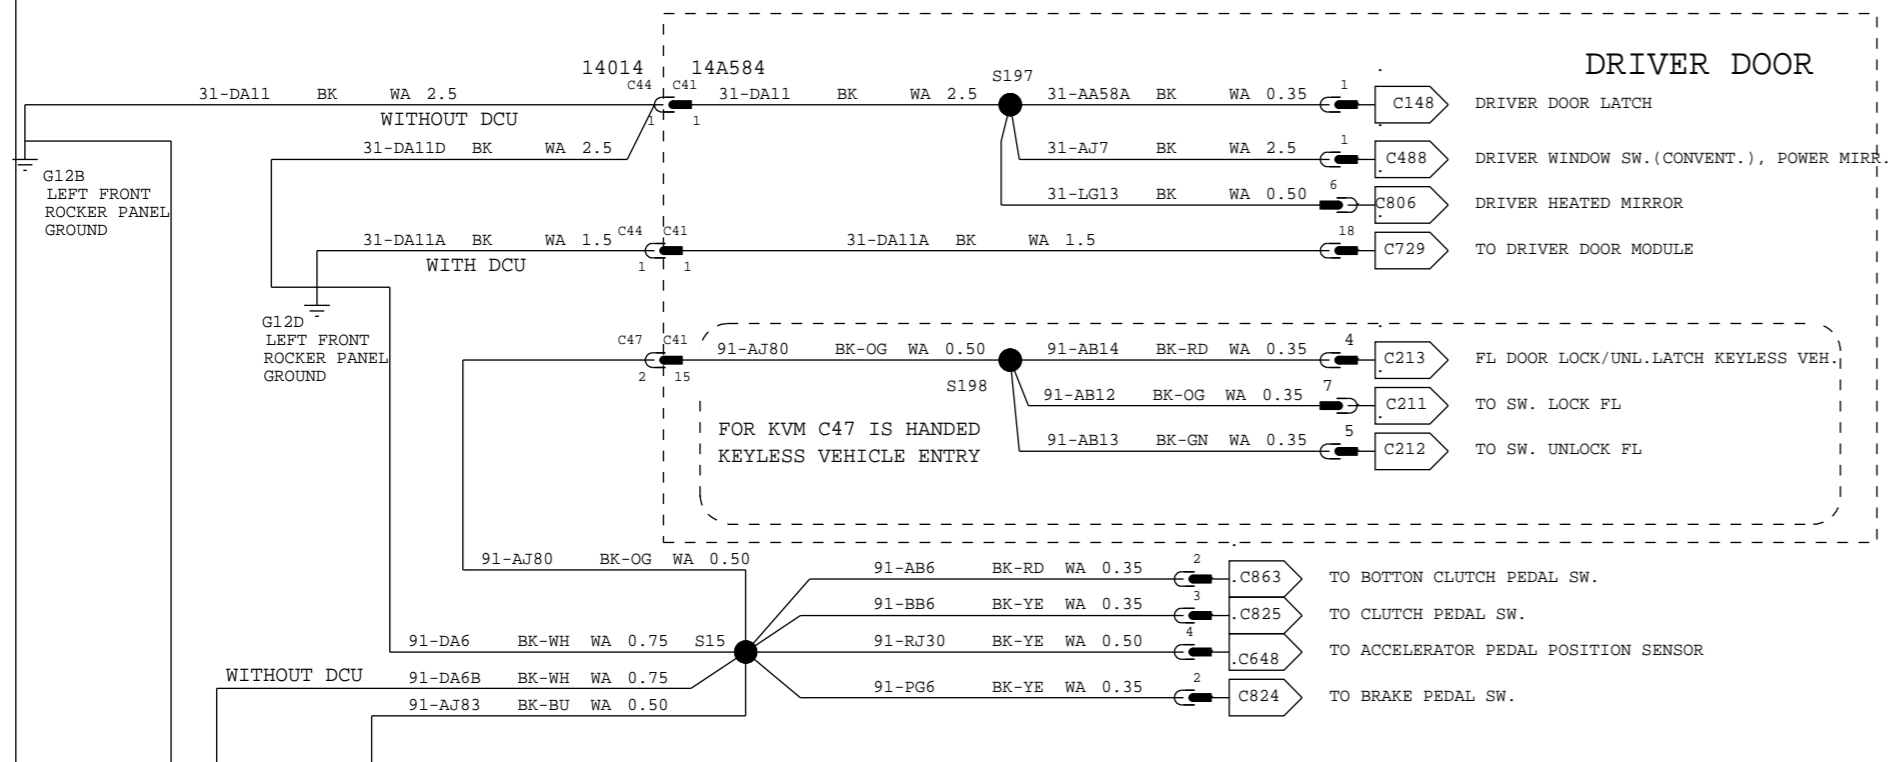 DRIVER DOOR
14014 14A584
S197
31-DA11 BK WA 2.5 C44 C41 31-DA11 BK WA 2.5 31-AA58A BK WA 0.35 1 C148 DRIVER DOOR LATCH
WITHOUT DCU 1 1
31-DA11D BK WA 2.5 31-AJ7 BK WA 2.5 1 C488 DRIVER WINDOW SW.(CONVENT.), POWER MIRR.
G12B
LEFT FRONT
ROCKER PANEL
GROUND
31-LG13 BK WA 0.50 6 C806 DRIVER HEATED MIRROR
31-DA11A BK WA 1.5 C44 C41 31-DA11A BK WA 1.5 18 C729 TO DRIVER DOOR MODULE
WITH DCU 1 1
G12D
LEFT FRONT
ROCKER PANEL
GROUND
C47 C41 91-AJ80 BK-OG WA 0.50 91-AB14 BK-RD WA 0.35 4 C213 FL DOOR LOCK/UNL.LATCH KEYLESS VEH.
2 15 S198
91-AB12 BK-OG WA 0.35 7 C211 TO SW. LOCK FL
FOR KVM C47 IS HANDED
KEYLESS VEHICLE ENTRY
91-AB13 BK-GN WA 0.35 5 C212 TO SW. UNLOCK FL
91-AJ80 BK-OG WA 0.50
91-AB6 BK-RD WA 0.35 2 .C863 TO BOTTON CLUTCH PEDAL SW.
91-BB6 BK-YE WA 0.35 3 .C825 TO CLUTCH PEDAL SW.
91-DA6 BK-WH WA 0.75 S15 91-RJ30 BK-YE WA 0.50 4 .C648 TO ACCELERATOR PEDAL POSITION SENSOR
WITHOUT DCU 91-DA6B BK-WH WA 0.75
91-PG6 BK-YE WA 0.35 2 C824 TO BRAKE PEDAL SW.
91-AJ83 BK-BU WA 0.50